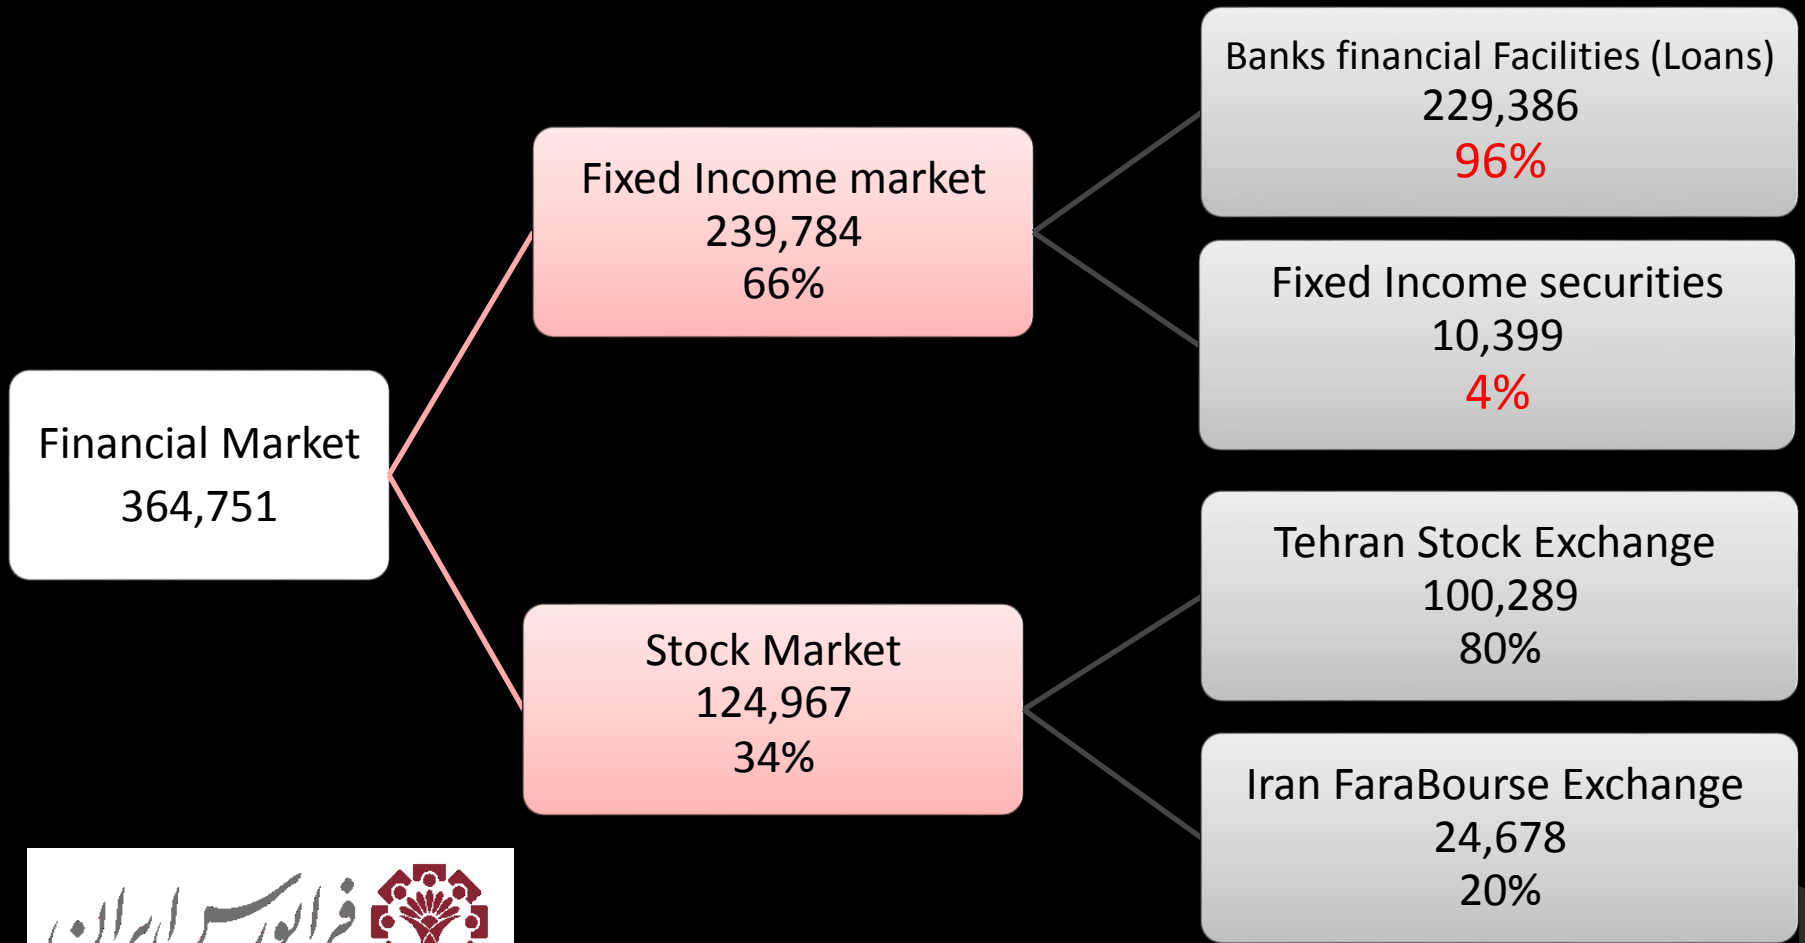 Financial Market
364,751
Fixed Income market
239,784
66%
Stock Market
124,967
34%
Banks financial Facilities (Loans)
229,386
96%
Fixed Income securities
10,399
4%
Tehran Stock Exchange
100,289
80%
Iran FaraBourse Exchange
24,678
20%
فرابورس ایران